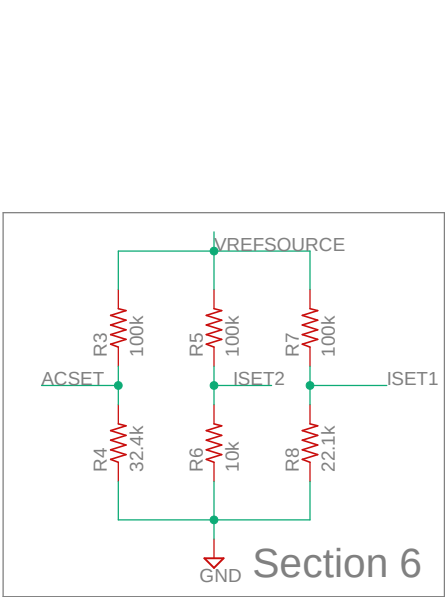 VREFSOURCE
R3
100k
R5
100k
R7
100k
ACSET
ISET2
ISET1
R4
32.4k
R6
10k
R8
22.1k
GND
Section 6